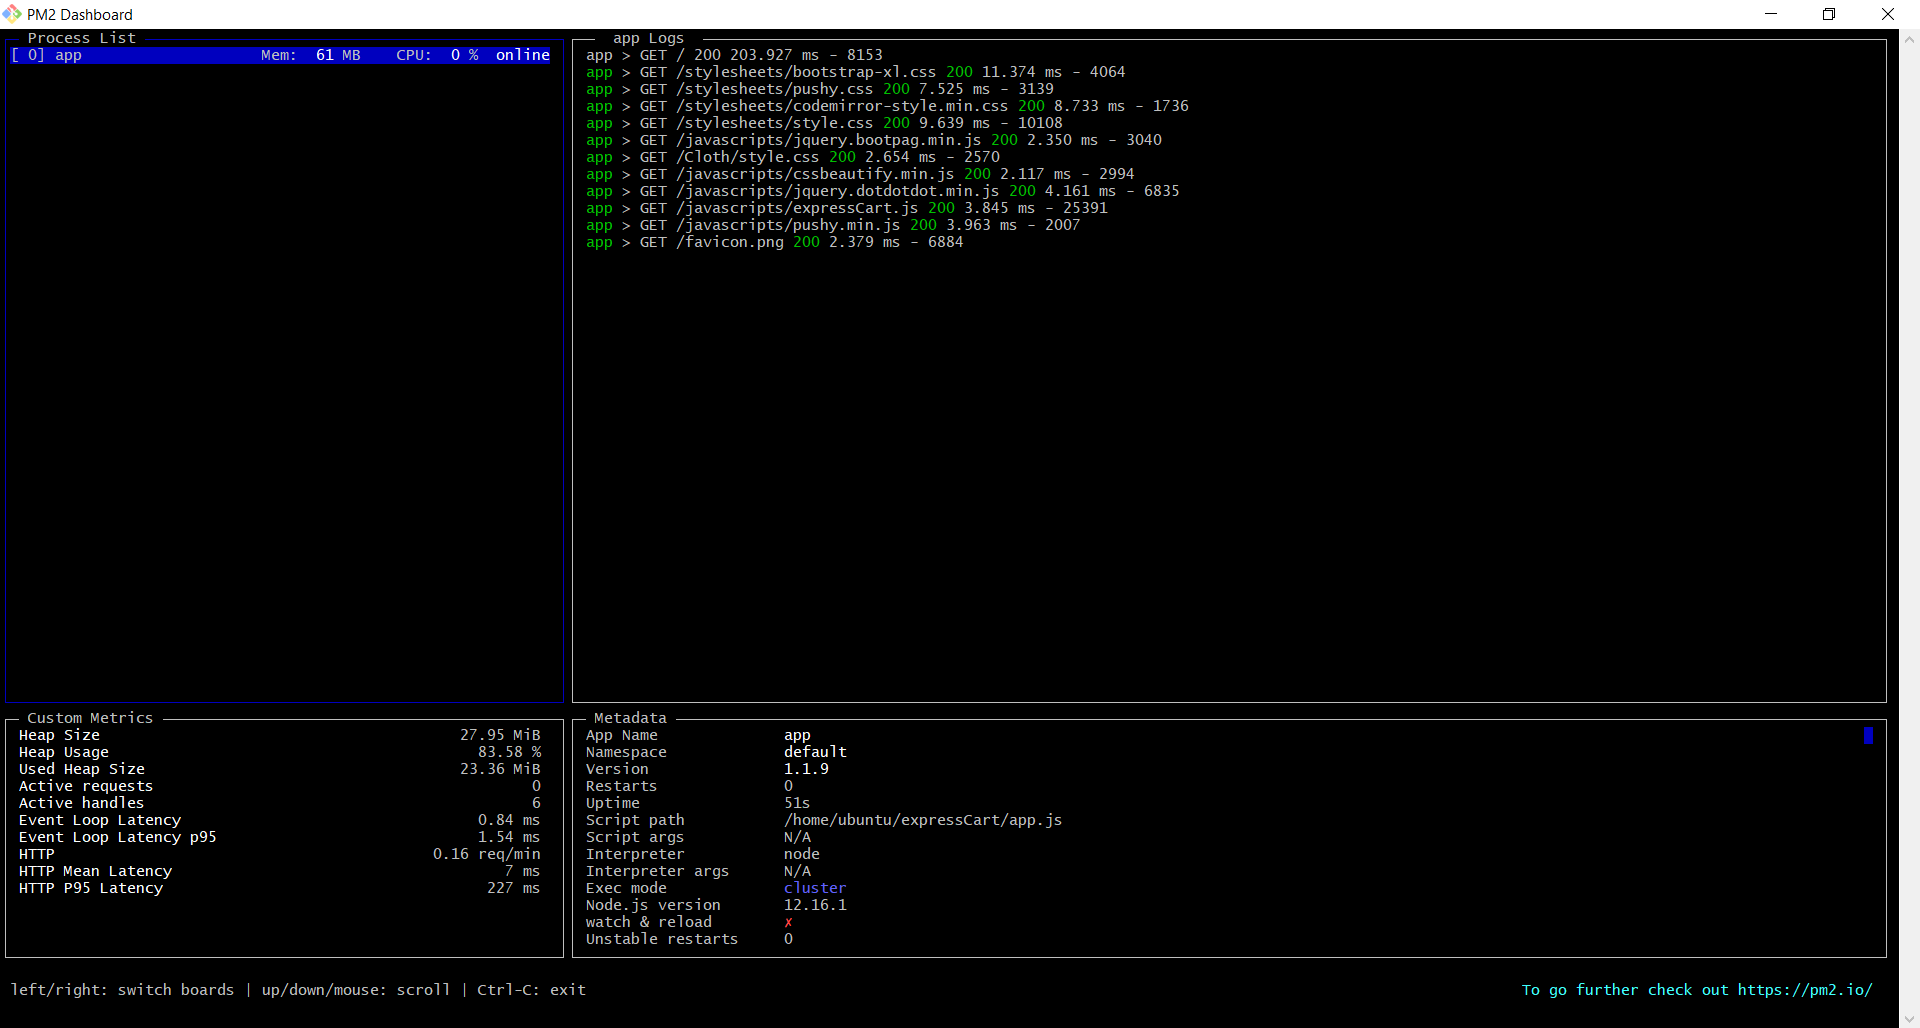 PM2 Dashboard
Process List
[ 0] app Mem: 61 MB CPU: 0 % online
app Logs
app > GET / 200 203.927 ms - 8153
app > GET /stylesheets/bootstrap-xl.css 200 11.374 ms - 4064
app > GET /stylesheets/pushy.css 200 7.525 ms - 3139
app > GET /stylesheets/codemirror-style.min.css 200 8.733 ms - 1736
app > GET /stylesheets/style.css 200 9.639 ms - 10108
app > GET /javascripts/jquery.bootpag.min.js 200 2.350 ms - 3040
app > GET /Cloth/style.css 200 2.654 ms - 2570
app > GET /javascripts/cssbeautify.min.js 200 2.117 ms - 2994
app > GET /javascripts/jquery.dotdotdot.min.js 200 4.161 ms - 6835
app > GET /javascripts/expressCart.js 200 3.845 ms - 25391
app > GET /javascripts/pushy.min.js 200 3.963 ms - 2007
app > GET /favicon.png 200 2.379 ms - 6884
Custom Metrics
Heap Size 27.95 MiB
Heap Usage 83.58 %
Used Heap Size 23.36 MiB
Active requests 0
Active handles 6
Event Loop Latency 0.84 ms
Event Loop Latency p95 1.54 ms
HTTP 0.16 req/min
HTTP Mean Latency 7 ms
HTTP P95 Latency 227 ms
Metadata
App Name app
Namespace default
Version 1.1.9
Restarts 0
Uptime 51s
Script path /home/ubuntu/expressCart/app.js
Script args N/A
Interpreter node
Interpreter args N/A
Exec mode cluster
Node.js version 12.16.1
watch & reload ✗
Unstable restarts 0
left/right: switch boards | up/down/mouse: scroll | Ctrl-C: exit
To go further check out https://pm2.io/